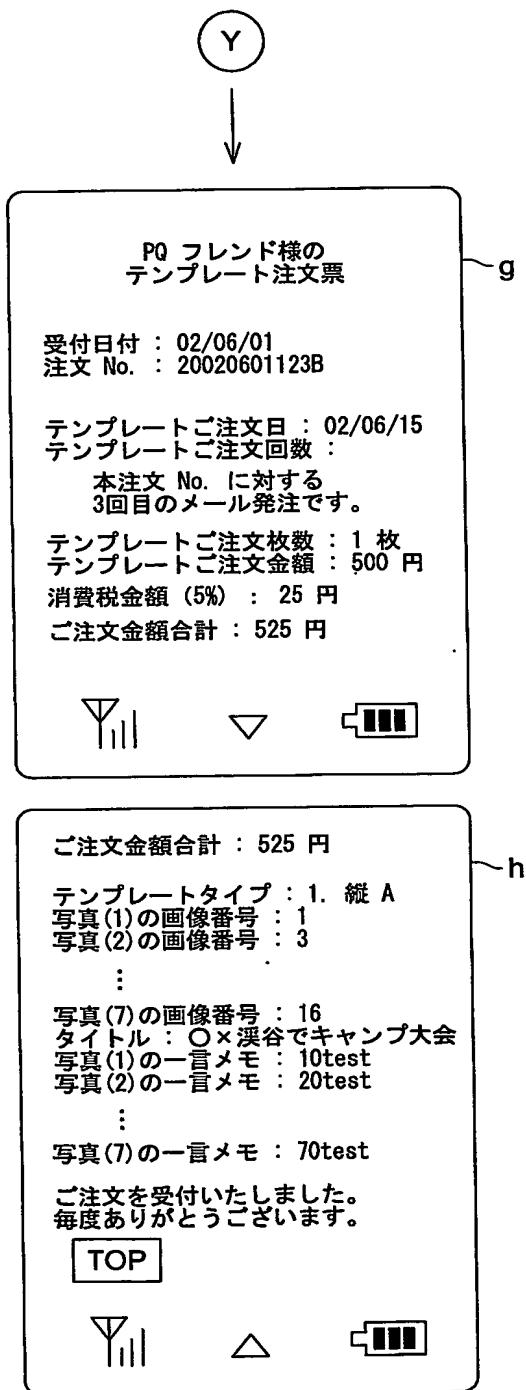 Y
PQ フレンド様の
テンプレート注文票
g
受付日付 : 02/06/01
注文 No. : 20020601123B
テンプレートご注文日 : 02/06/15
テンプレートご注文回数 :
本注文 No. に対する
3回目のメール発注です。
テンプレートご注文枚数 : 1 枚
テンプレートご注文金額 : 500 円
消費税金額 (5%) : 25 円
ご注文金額合計 : 525 円
ご注文金額合計 : 525 円
h
テンプレートタイプ : 1. 縦 A
写真(1)の画像番号 : 1
写真(2)の画像番号 : 3
⋮
写真(7)の画像番号 : 16
タイトル : ○×渓谷でキャンプ大会
写真(1)の一言メモ : 10test
写真(2)の一言メモ : 20test
⋮
写真(7)の一言メモ : 70test
ご注文を受付いたしました。
毎度ありがとうございます。
TOP